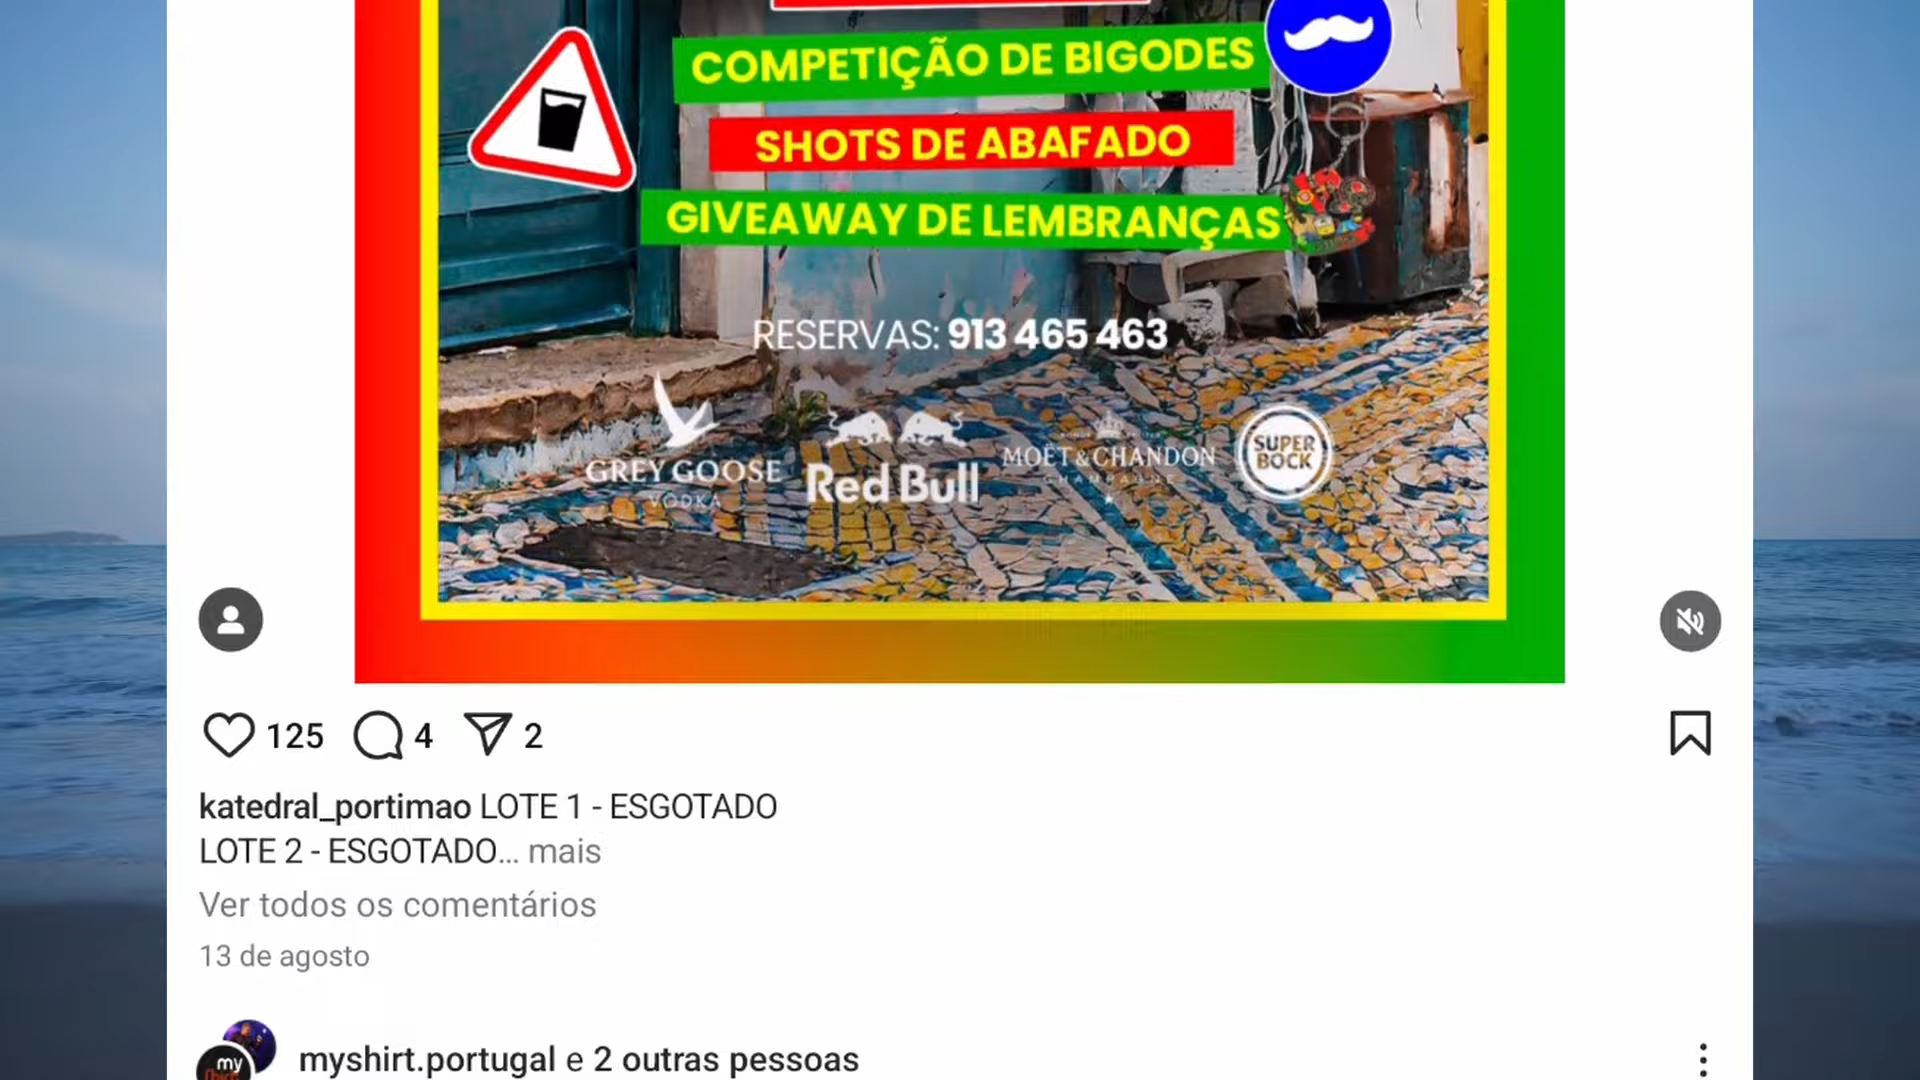 COMPETIÇÃO DE BIGODES
SHOTS DE ABAFADO
GIVEAWAY DE LEMBRANÇAS
RESERVAS: 913 465 463
GREY GOOSE
VODKA
Red Bull
MOËT & CHANDON
CHAMPAGNE
SUPER
BOCK
125 4 2
katedral_portimao LOTE 1 - ESGOTADO
LOTE 2 - ESGOTADO... mais
Ver todos os comentários
13 de agosto
my
myshirt.portugal e 2 outras pessoas